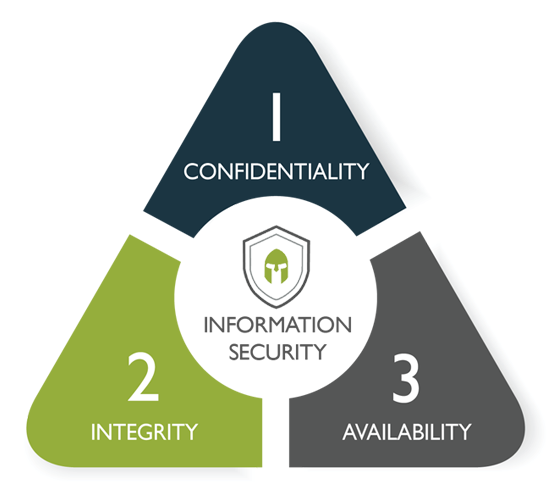 1
CONFIDENTIALITY
INFORMATION
SECURITY
2
INTEGRITY
3
AVAILABILITY